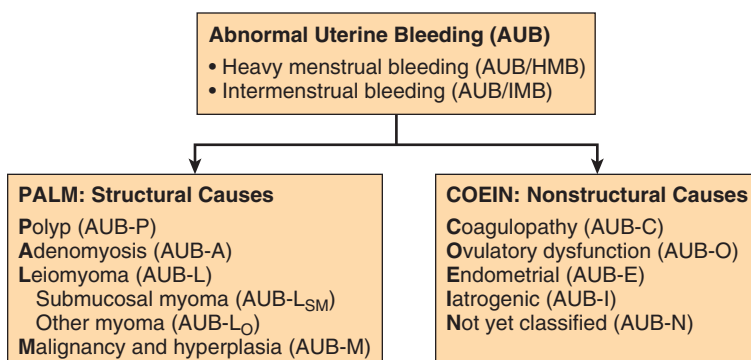 Abnormal Uterine Bleeding (AUB)
• Heavy menstrual bleeding (AUB/HMB)
• Intermenstrual bleeding (AUB/IMB)
PALM: Structural Causes
Polyp (AUB-P)
Adenomyosis (AUB-A)
Leiomyoma (AUB-L)
Submucosal myoma (AUB-LSM)
Other myoma (AUB-LO)
Malignancy and hyperplasia (AUB-M)
COEIN: Nonstructural Causes
Coagulopathy (AUB-C)
Ovulatory dysfunction (AUB-O)
Endometrial (AUB-E)
Iatrogenic (AUB-I)
Not yet classified (AUB-N)